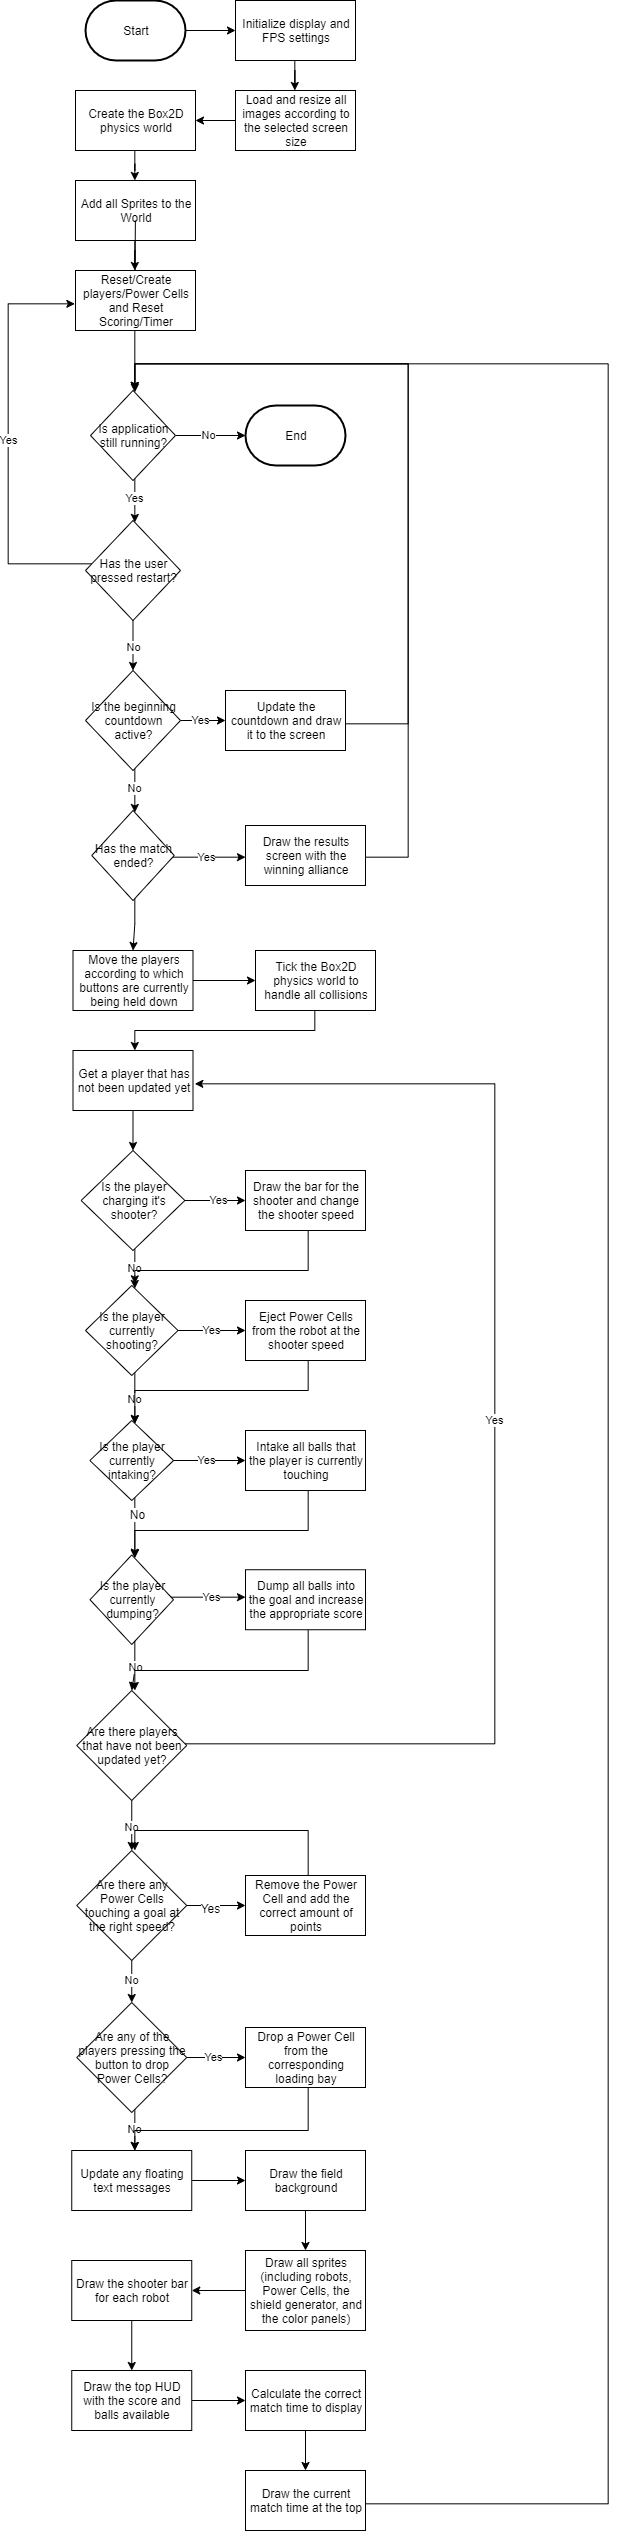 Start
Initialize display and
FPS settings
Load and resize all
images according to
the selected screen
size
Create the Box2D
physics world
Add all Sprites to the
World
Reset/Create
players/Power Cells
and Reset
Scoring/Timer
Is application
still running?
No
End
Yes
Yes
Has the user
pressed restart?
No
Is the beginning
countdown
active?
Yes
Update the
countdown and draw
it to the screen
No
Has the match
ended?
Yes
Draw the results
screen with the
winning alliance
Move the players
according to which
buttons are currently
being held down
Tick the Box2D
physics world to
handle all collisions
Get a player that has
not been updated yet
Is the player
charging it's
shooter?
Yes
Draw the bar for the
shooter and change
the shooter speed
No
Is the player
currently
shooting?
Yes
Eject Power Cells
from the robot at the
shooter speed
No
Yes
Is the player
currently
intaking?
Yes
Intake all balls that
the player is currently
touching
No
Is the player
currently
dumping?
Yes
Dump all balls into
the goal and increase
the appropriate score
No
Are there players
that have not been
updated yet?
No
Are there any
Power Cells
touching a goal at
the right speed?
Yes
Remove the Power
Cell and add the
correct amount of
points
No
Are any of the
players pressing the
button to drop
Power Cells?
Yes
Drop a Power Cell
from the
corresponding
loading bay
No
Update any floating
text messages
Draw the field
background
Draw all sprites
(including robots,
Power Cells, the
shield generator, and
the color panels)
Draw the shooter bar
for each robot
Draw the top HUD
with the score and
balls available
Calculate the correct
match time to display
Draw the current
match time at the top